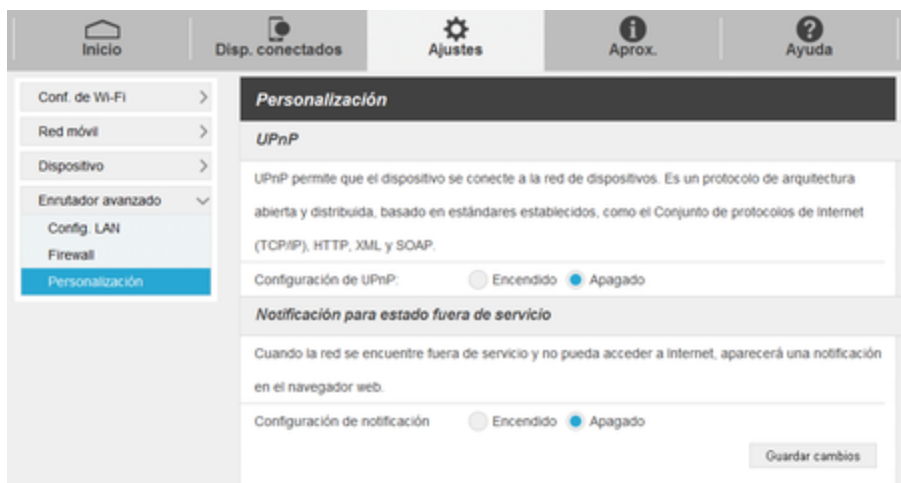 Inicio
Disp. conectados
Ajustes
Aprox.
Ayuda
Conf. de Wi-Fi
Red móvil
Dispositivo
Enrutador avanzado
Config. LAN
Firewall
Personalización
Personalización
UPnP
UPnP permite que el dispositivo se conecte a la red de dispositivos. Es un protocolo de arquitectura
abierta y distribuida, basado en estándares establecidos, como el Conjunto de protocolos de Internet
(TCP/IP), HTTP, XML y SOAP.
Configuración de UPnP: Encendido Apagado
Notificación para estado fuera de servicio
Cuando la red se encuentre fuera de servicio y no pueda acceder a Internet, aparecerá una notificación
en el navegador web.
Configuración de notificación Encendido Apagado
Guardar cambios